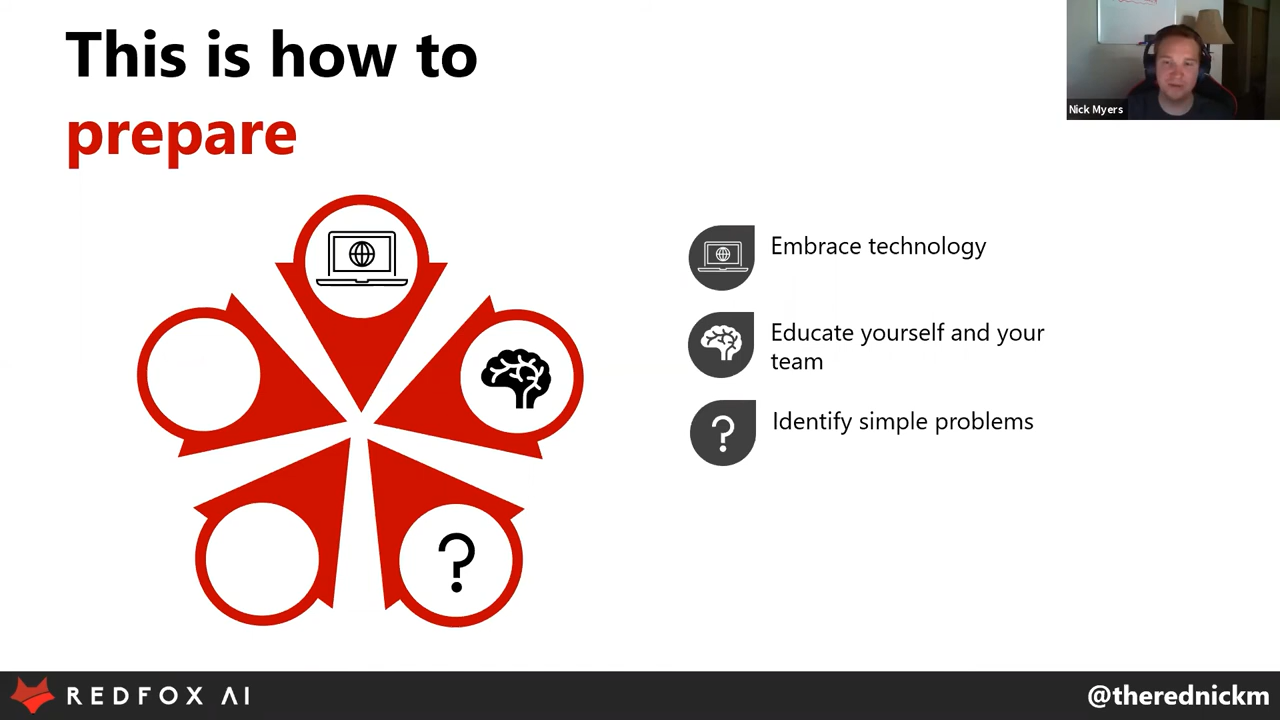 This is how to
prepare
Nick Myers
Embrace technology
Educate yourself and your
team
Identify simple problems
REDFOX AI
@therednickm